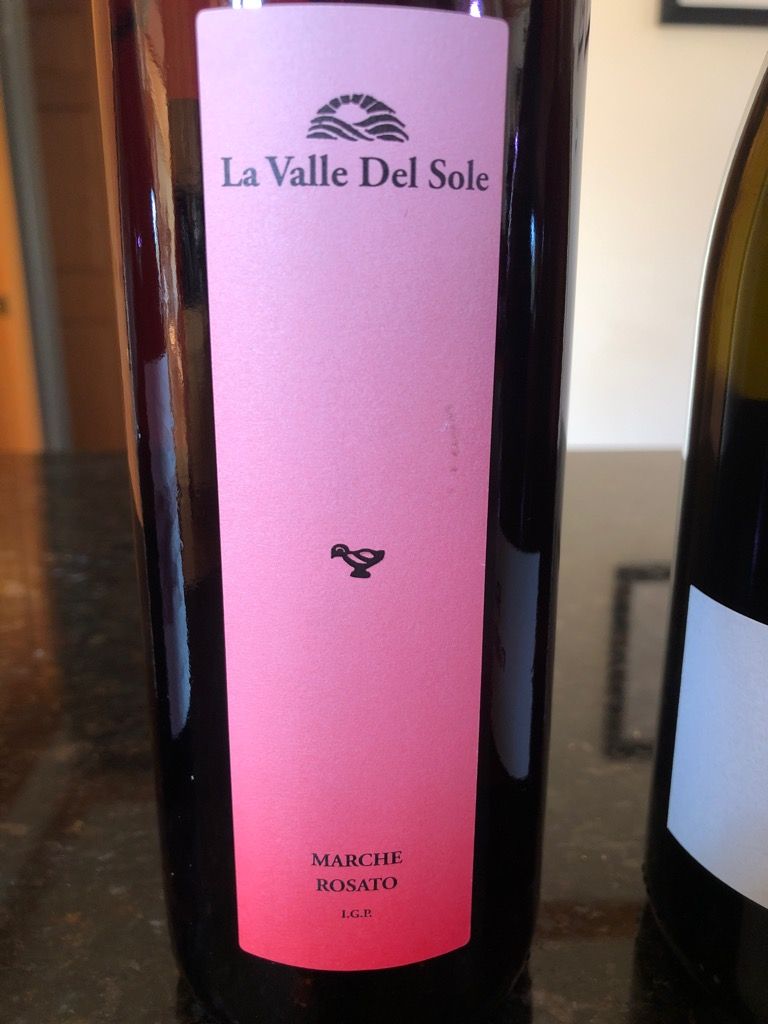 La Valle Del Sole
MARCHE
ROSATO
I.G.P.